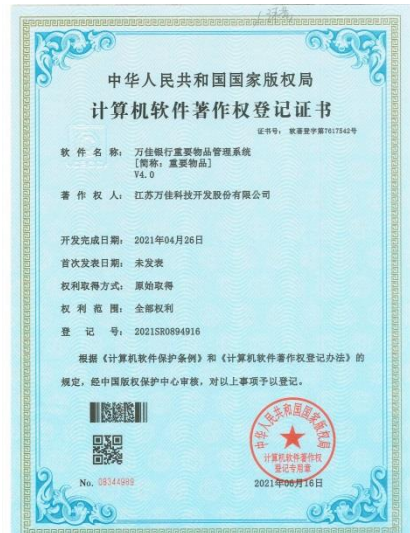 中华人民共和国国家版权局
计算机软件著作权登记证书
证书号： 软著登字第7617542号
软件名称： 万佳银行重要物品管理系统
[简称：重要物品]
V4.0
著作权人： 江苏万佳科技开发股份有限公司
开发完成日期： 2021年04月26日
首次发表日期： 未发表
权利取得方式： 原始取得
权利范围： 全部权利
登记号： 2021SR0894916
根据《计算机软件保护条例》和《计算机软件著作权登记办法》的
规定，经中国版权保护中心审核，对以上事项予以登记。
中华人民共和国国家版权局
计算机软件著作权
登记专用章
No. 08344988
2021年06月16日